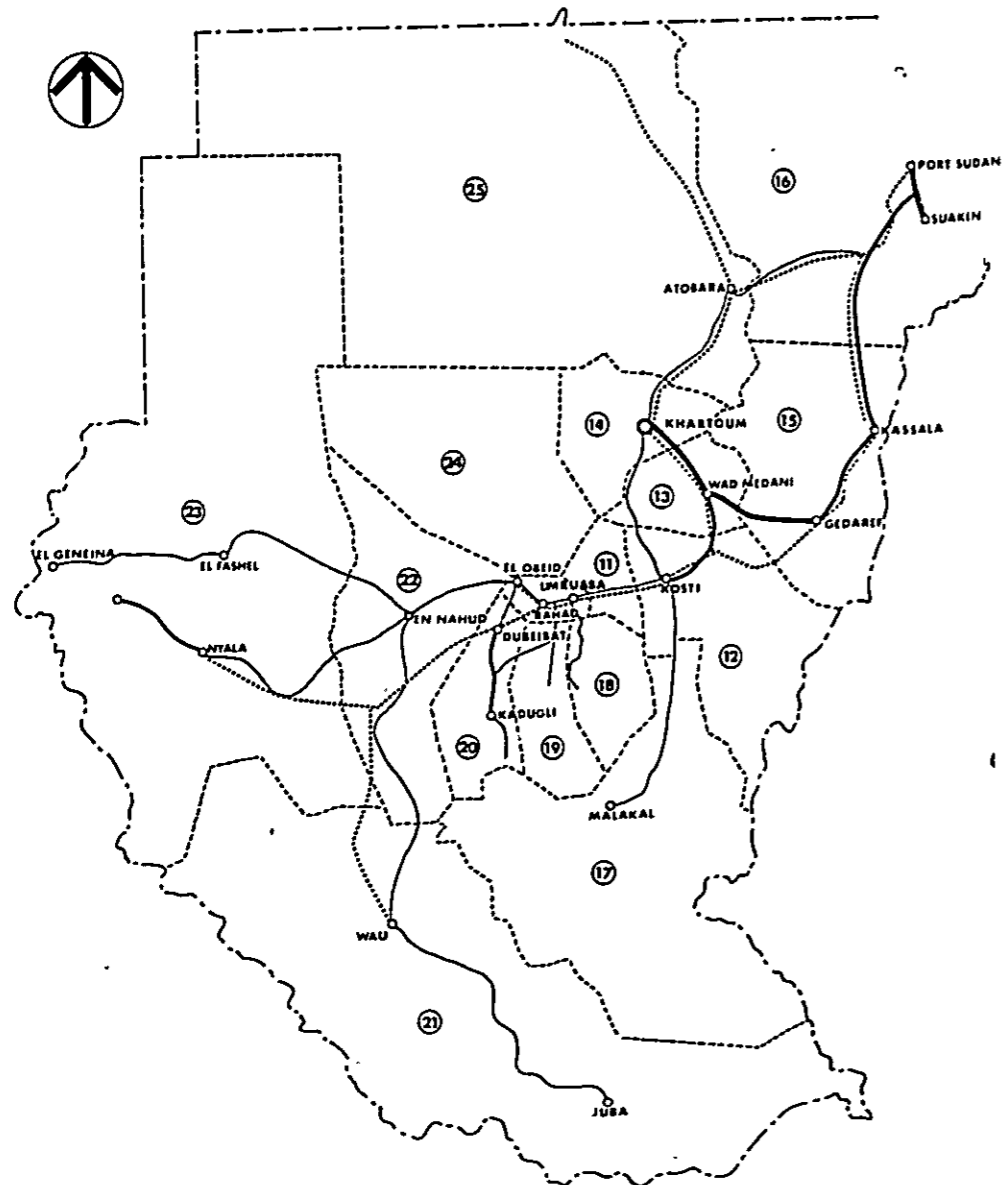 25
16
PORT SUDAN
SUAKIN
ATOBARA
14
KHARTOUM
15
KASSALA
24
13
WAD MEDANI
GEDAREF
23
EL GENEINA
EL FASHEL
22
EL OBEID
11
UMRUABA
KOSTI
RAHAD
EN NAHUD
DUBEIBAT
NYALA
12
18
KADUGLI
20
19
MALAKAL
17
WAU
21
JUBA